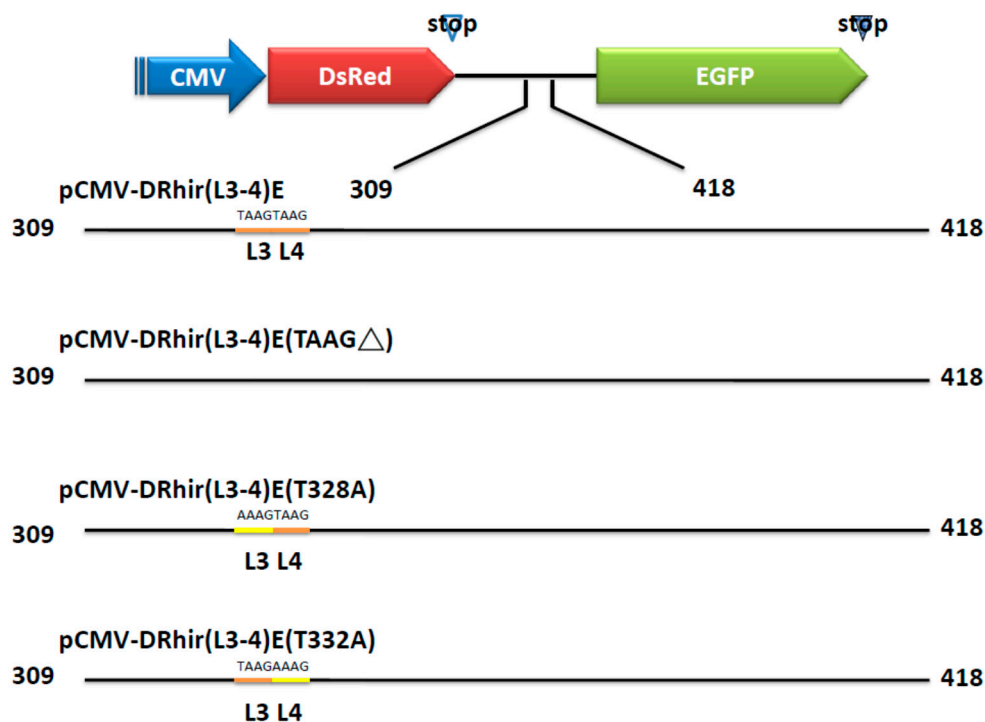 stop stop
CMV DsRed EGFP
309 418
pCMV-DRhir(L3-4)E
TAAGTAAG
309 418
L3 L4
pCMV-DRhir(L3-4)E(TAAG△)
309 418
pCMV-DRhir(L3-4)E(T328A)
AAAGTAAG
309 418
L3 L4
pCMV-DRhir(L3-4)E(T332A)
TAAGAAAG
309 418
L3 L4